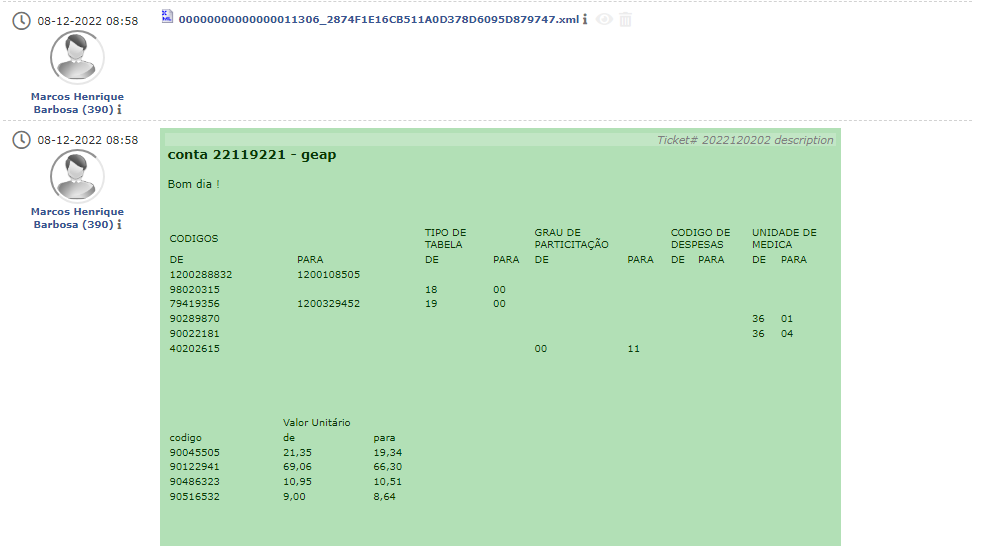 08-12-2022 08:58
00000000000000011306_2874F1E16CB511A0D378D6095D879747.xml
Marcos Henrique
Barbosa (390)
08-12-2022 08:58
Marcos Henrique
Barbosa (390)
Ticket# 2022120202 description
conta 22119221 - geap
Bom dia !
CODIGOS TIPO DE TABELA GRAU DE PARTICITAÇÃO CODIGO DE DESPESAS UNIDADE DE MEDICA
DE PARA DE PARA DE PARA DE PARA DE PARA
1200288832 1200108505
98020315 18 00
79419356 1200329452 19 00
90289870 36 01
90022181 36 04
40202615 00 11
Valor Unitário
codigo de para
90045505 21,35 19,34
90122941 69,06 66,30
90486323 10,95 10,51
90516532 9,00 8,64